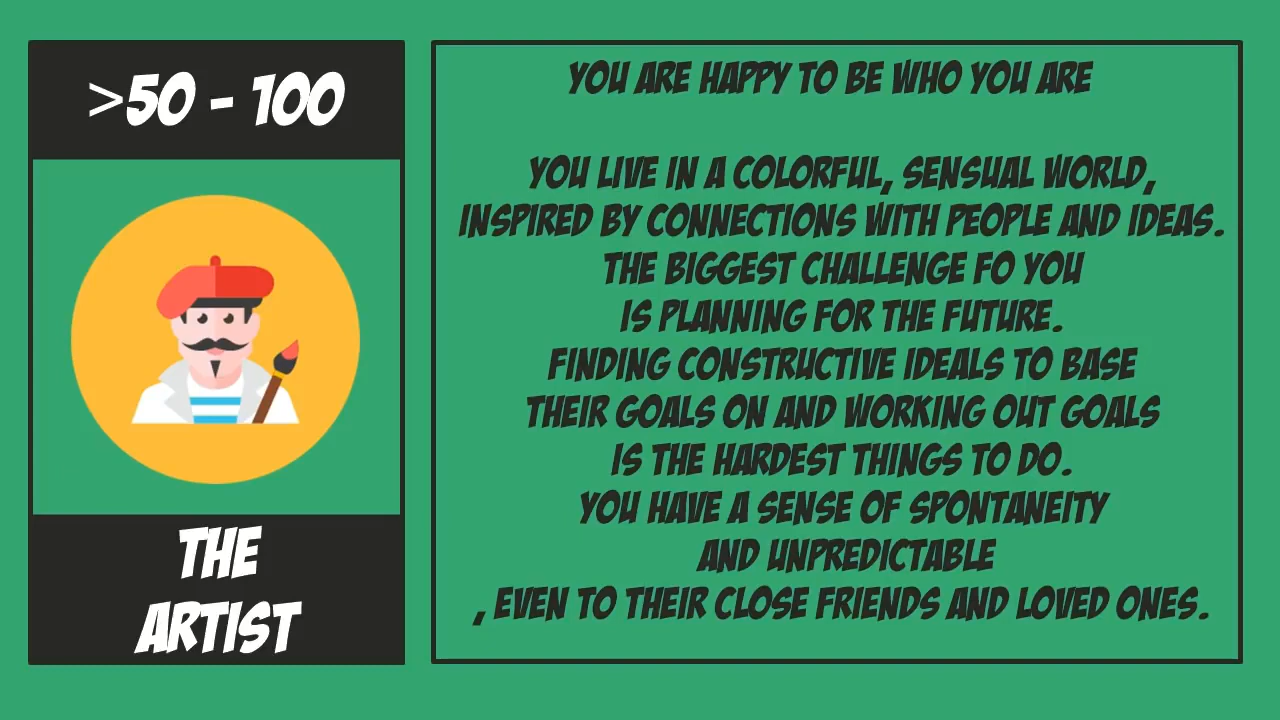 >50 - 100
THE
ARTIST
YOU ARE HAPPY TO BE WHO YOU ARE
YOU LIVE IN A COLORFUL, SENSUAL WORLD,
INSPIRED BY CONNECTIONS WITH PEOPLE AND IDEAS.
THE BIGGEST CHALLENGE FO YOU
IS PLANNING FOR THE FUTURE.
FINDING CONSTRUCTIVE IDEALS TO BASE
THEIR GOALS ON AND WORKING OUT GOALS
IS THE HARDEST THINGS TO DO.
YOU HAVE A SENSE OF SPONTANEITY
AND UNPREDICTABLE
, EVEN TO THEIR CLOSE FRIENDS AND LOVED ONES.